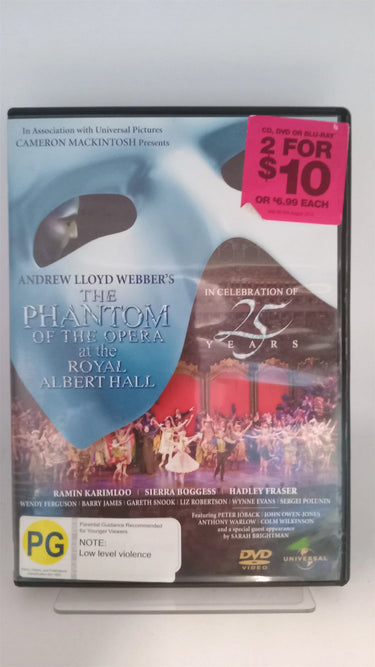 In Association with Universal Pictures
CAMERON MACKINTOSH Presents
CD, DVD OR BLU-RAY
2 FOR
$10
OR $6.99 EACH
ANDREW LLOYD WEBBER'S
THE
PHANTOM
OF THE OPERA
at the
ROYAL
ALBERT HALL
IN CELEBRATION OF
25
YEARS
RAMIN KARIMLOO | SIERRA BOGGESS | HADLEY FRASER
WENDY FERGUSON | BARRY JAMES | GARETH SNOOK | LIZ ROBERTSON | WYNNE EVANS | SERGEI POLUNIN
Featuring PETER JÖBACK | JOHN OWEN-JONES
ANTHONY WARLOW | COLM WILKINSON
and a special guest appearance
by SARAH BRIGHTMAN
PG
Parental Guidance Recommended
for Younger Viewers
NOTE:
Low level violence
DVD
VIDEO
UNIVERSAL